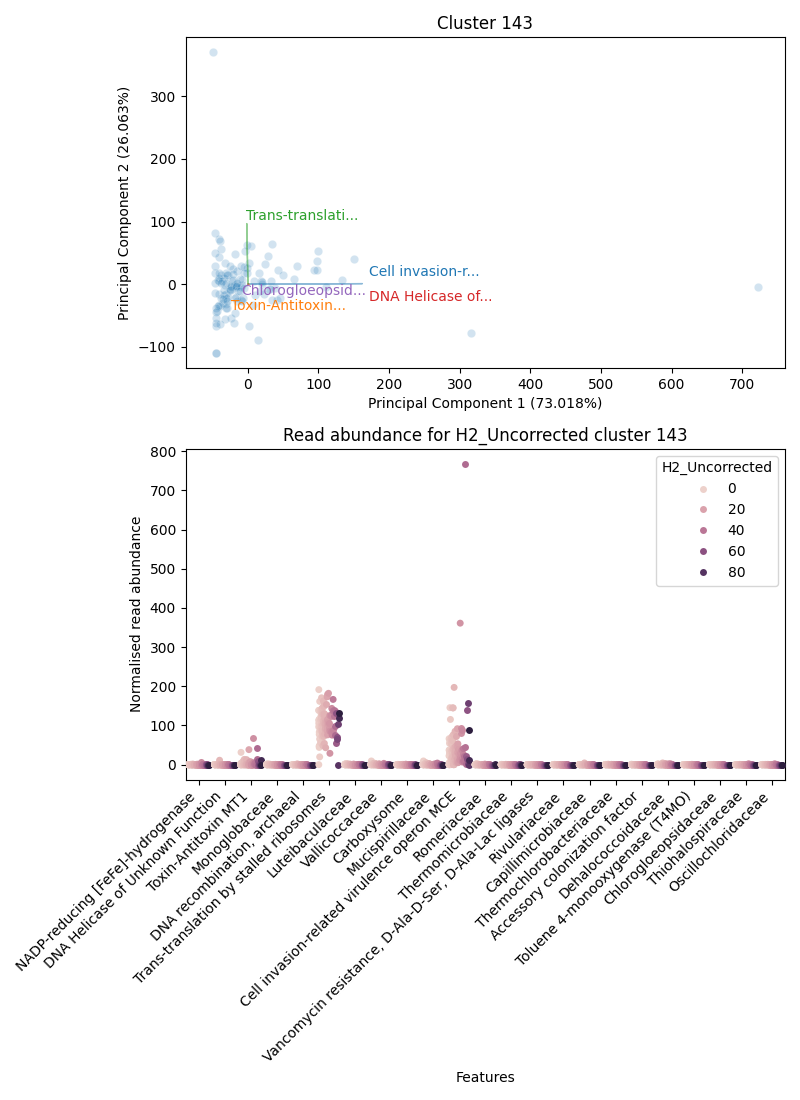 Cluster 143
Principal Component 2 (26.063%)
300
200
100
0
−100
Trans-translati...
Cell invasion-r...
Chlorogloeopsid...
DNA Helicase of...
Toxin-Antitoxin...
0 100 200 300 400 500 600 700
Principal Component 1 (73.018%)
Read abundance for H2_Uncorrected cluster 143
Normalised read abundance
800
700
600
500
400
300
200
100
0
H2_Uncorrected
0
20
40
60
80
NADP-reducing [FeFe]-hydrogenase
DNA Helicase of Unknown Function
Toxin-Antitoxin MT1
Monoglobaceae
DNA recombination, archaeal
Trans-translation by stalled ribosomes
Luteibaculaceae
Vallicoccaceae
Carboxysome
Mucispirillaceae
Cell invasion-related virulence operon MCE
Romeriaceae
Thermomicrobiaceae
Vancomycin resistance, D-Ala-D-Ser, D-Ala-Lac ligases
Rivulariaceae
Capillimicrobiaceae
Thermochlorobacteriaceae
Accessory colonization factor
Dehalococcoidaceae
Toluene 4-monooxygenase (T4MO)
Chlorogloeopsidaceae
Thiohalospiraceae
Oscillochloridaceae
Features